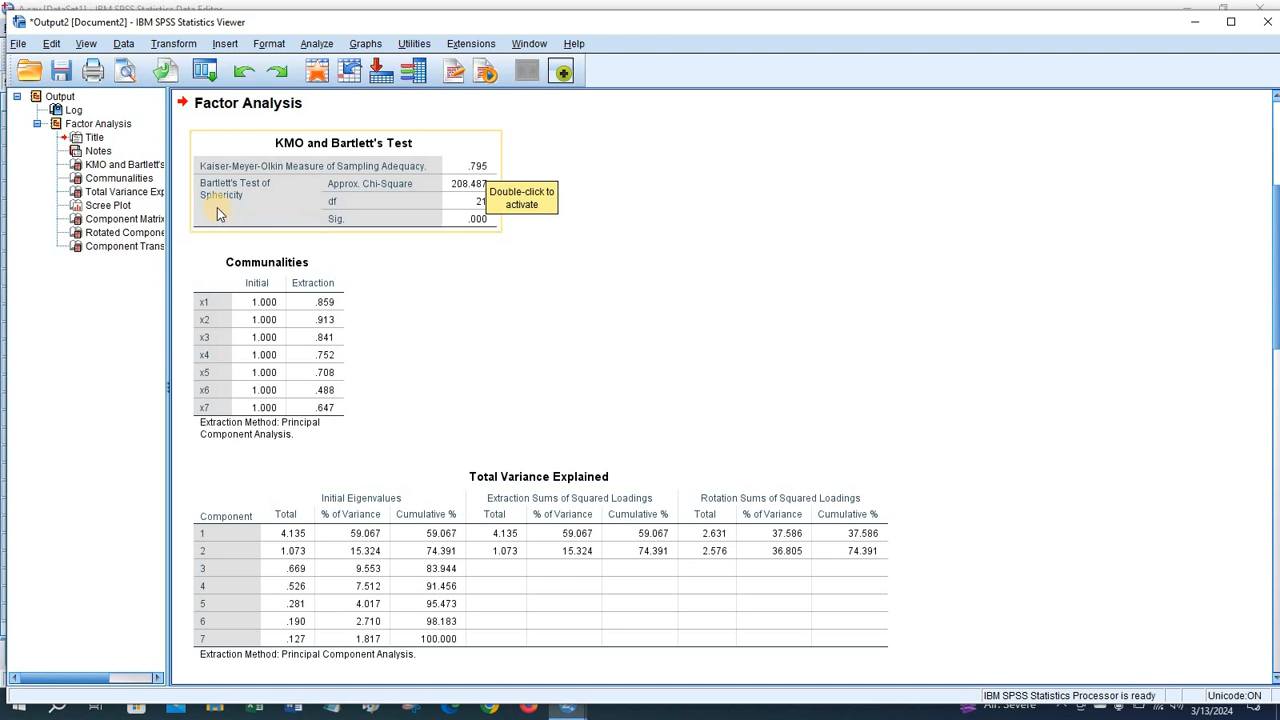 A.sav [DataSet1] - IBM SPSS Statistics Data Editor
*Output2 [Document2] - IBM SPSS Statistics Viewer
File Edit View Data Transform Insert Format Analyze Graphs Utilities Extensions Window Help
Output
Log
Factor Analysis
Title
Notes
KMO and Bartlett's
Communalities
Total Variance Exp
Scree Plot
Component Matrix
Rotated Compone
Component Trans
Factor Analysis
KMO and Bartlett's Test
Kaiser-Meyer-Olkin Measure of Sampling Adequacy. .795
Bartlett's Test of Sphericity Approx. Chi-Square 208.487
df 21
Sig. .000
Double-click to
activate
Communalities
Initial Extraction
x1 1.000 .859
x2 1.000 .913
x3 1.000 .841
x4 1.000 .752
x5 1.000 .708
x6 1.000 .488
x7 1.000 .647
Extraction Method: Principal
Component Analysis.
Total Variance Explained
Initial Eigenvalues Extraction Sums of Squared Loadings Rotation Sums of Squared Loadings
Component Total % of Variance Cumulative % Total % of Variance Cumulative % Total % of Variance Cumulative %
1 4.135 59.067 59.067 4.135 59.067 59.067 2.631 37.586 37.586
2 1.073 15.324 74.391 1.073 15.324 74.391 2.576 36.805 74.391
3 .669 9.553 83.944
4 .526 7.512 91.456
5 .281 4.017 95.473
6 .190 2.710 98.183
7 .127 1.817 100.000
Extraction Method: Principal Component Analysis.
IBM SPSS Statistics Processor is ready Unicode:ON
Air: Severe
3/13/2024